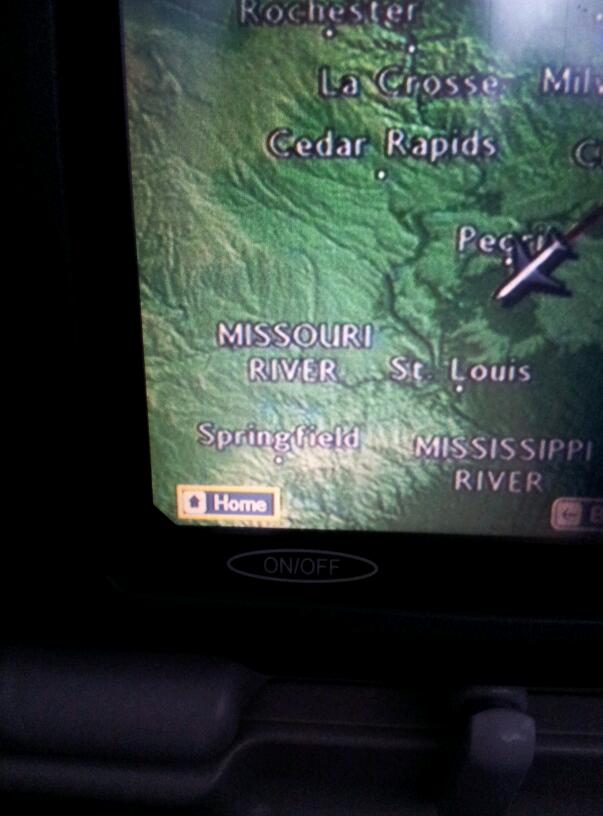 Rochester
La Crosse
Cedar Rapids
MISSOURI
RIVER
St. Louis
Springfield
MISSISSIPPI
RIVER
Home
ON/OFF